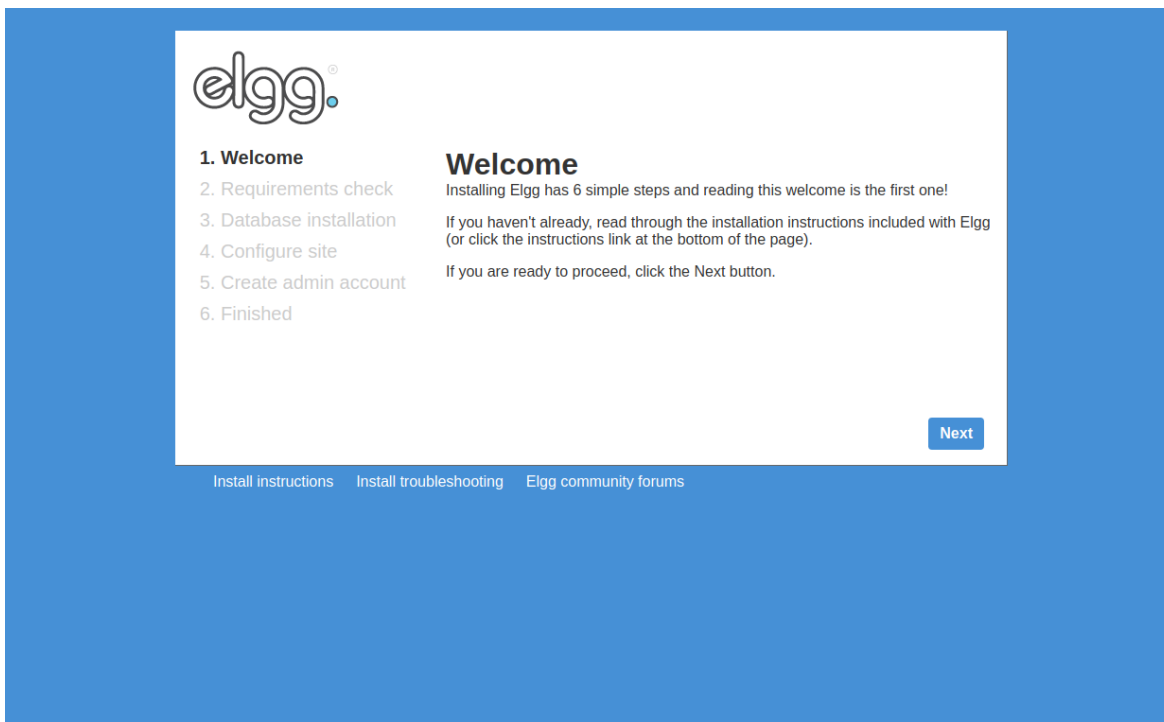 elgg.
1. Welcome
2. Requirements check
3. Database installation
4. Configure site
5. Create admin account
6. Finished
Welcome
Installing Elgg has 6 simple steps and reading this welcome is the first one!
If you haven't already, read through the installation instructions included with Elgg
(or click the instructions link at the bottom of the page).
If you are ready to proceed, click the Next button.
Next
Install instructions Install troubleshooting Elgg community forums